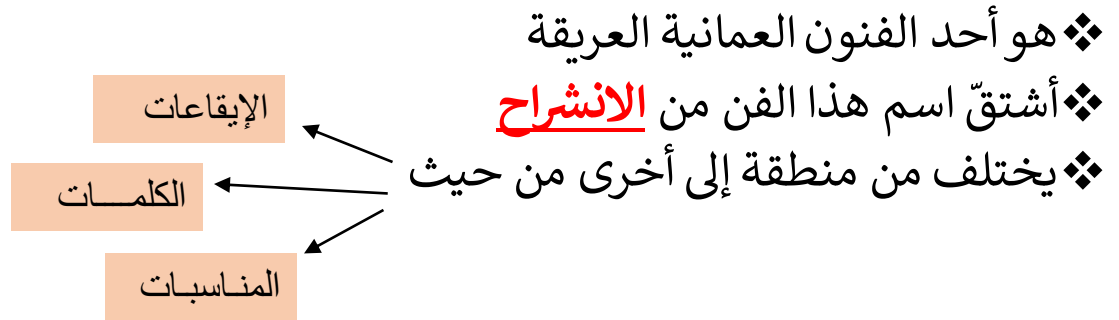 ❖هو أحد الفنون العمانية العريقة
❖أشتقّ اسم هذا الفن من الانشراح
❖يختلف من منطقة إلى أخرى من حيث
الإيقاعات
الكلمــــات
المنـاسبـات